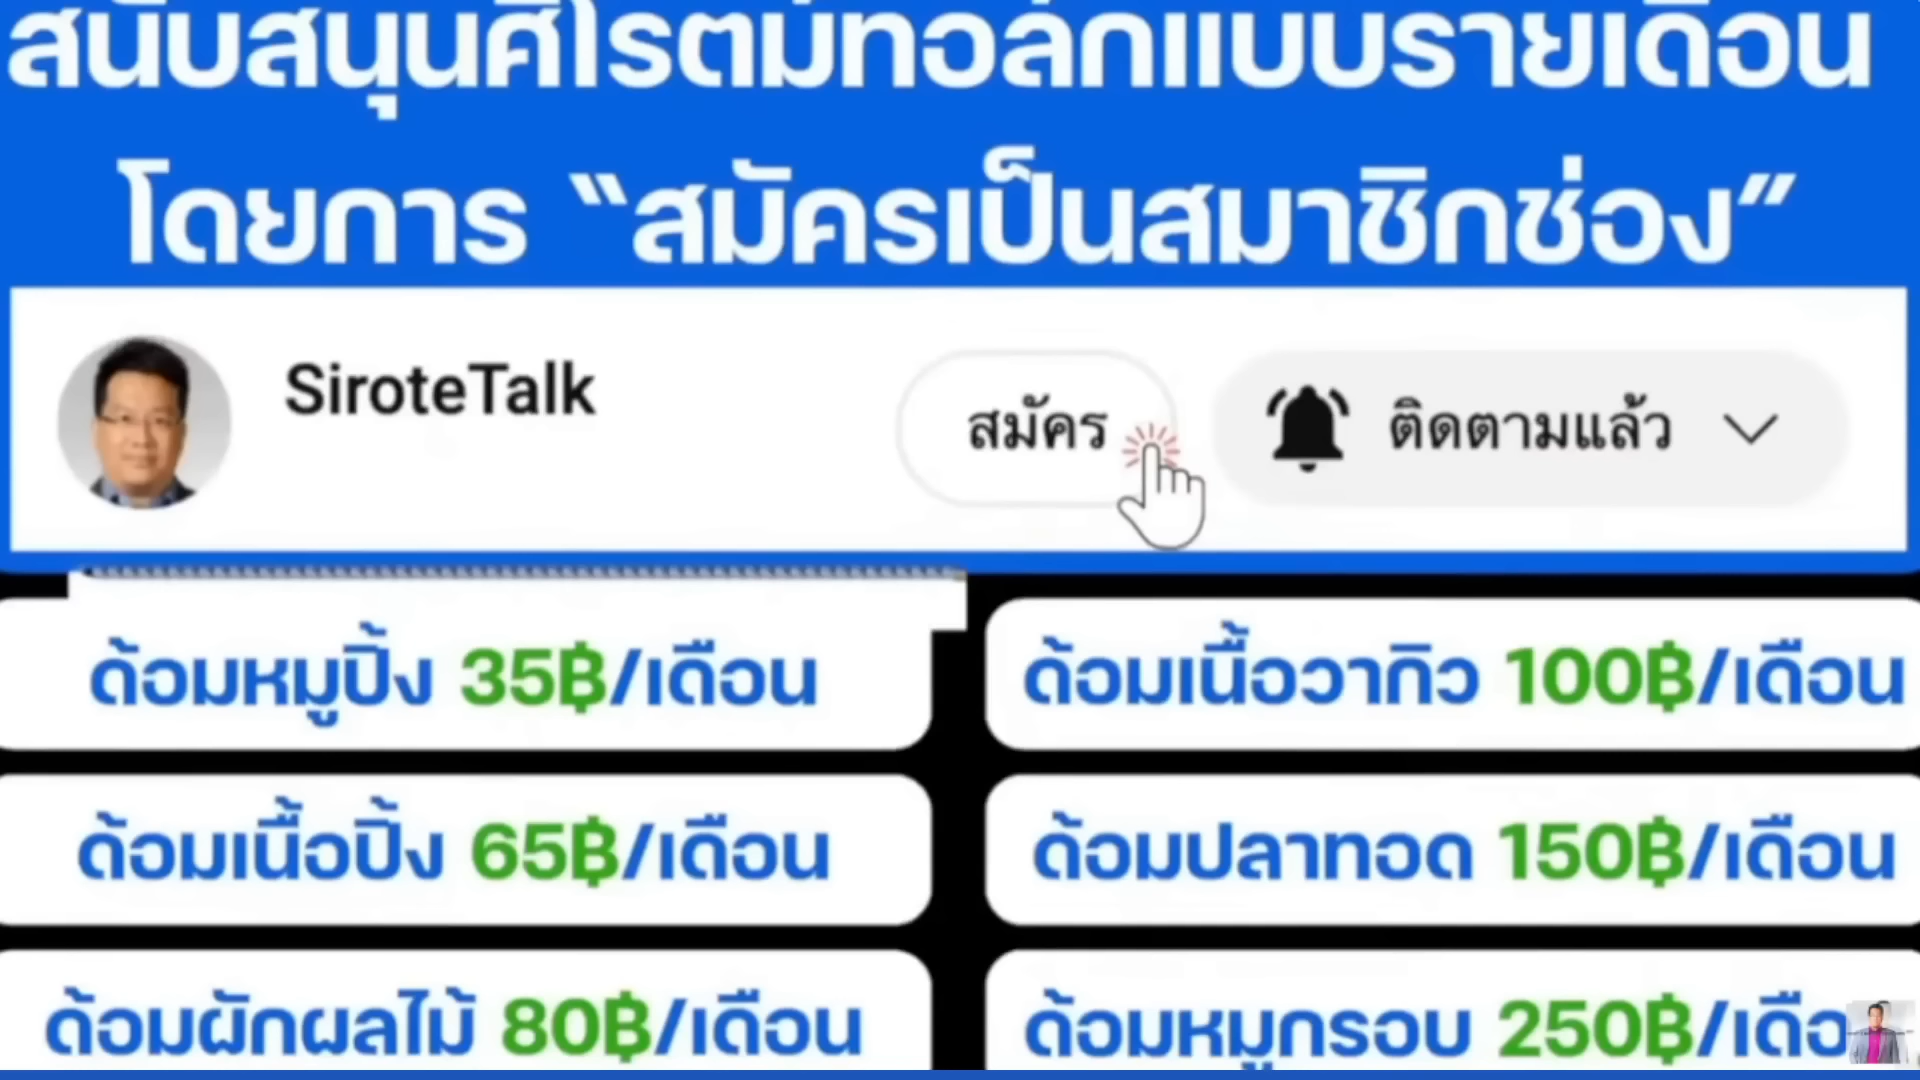 สนับสนุนศิโรตม์ทอล์กแบบรายเดือน
โดยการ “สมัครเป็นสมาชิกช่อง”
SiroteTalk
สมัคร
ติดตามแล้ว
ด้อมหมูปิ้ง 35฿/เดือน
ด้อมเนื้อวากิว 100฿/เดือน
ด้อมเนื้อปิ้ง 65฿/เดือน
ด้อมปลาทอด 150฿/เดือน
ด้อมผักผลไม้ 80฿/เดือน
ด้อมหมูกรอบ 250฿/เดือ